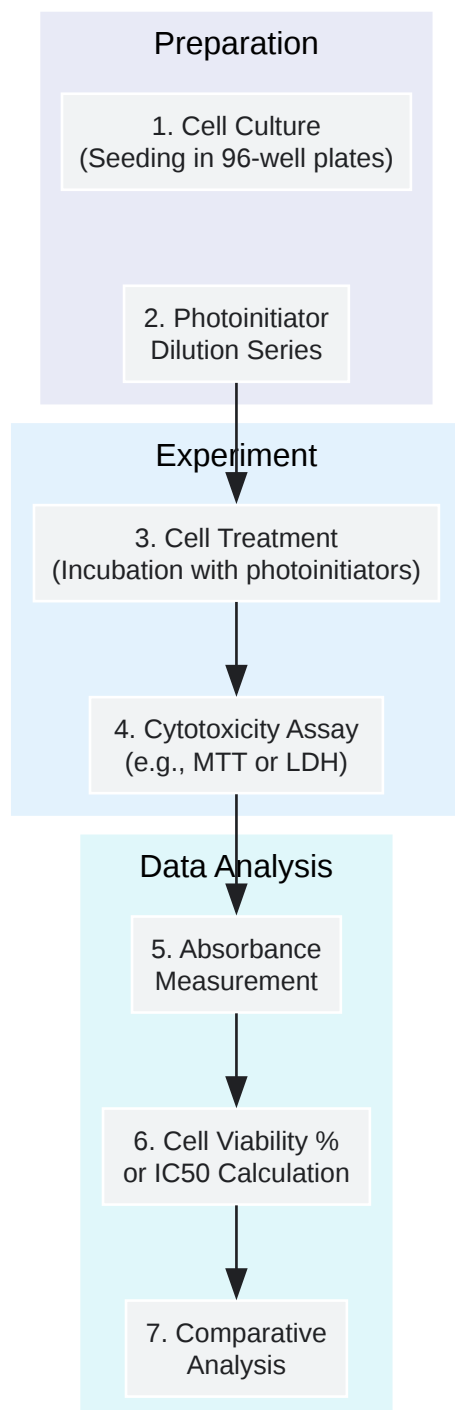 Preparation
1. Cell Culture
(Seeding in 96-well plates)
2. Photoinitiator
Dilution Series
Experiment
3. Cell Treatment
(Incubation with photoinitiators)
4. Cytotoxicity Assay
(e.g., MTT or LDH)
Data Analysis
5. Absorbance
Measurement
6. Cell Viability %
or IC50 Calculation
7. Comparative
Analysis